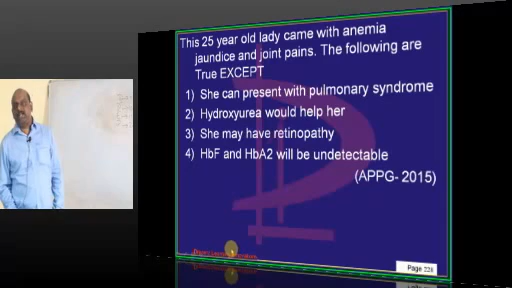 This 25 year old lady came with anemia
jaundice and joint pains. The following are
True EXCEPT
1) She can present with pulmonary syndrome
2) Hydroxyurea would help her
3) She may have retinopathy
4) HbF and HbA2 will be undetectable
(APPG- 2015)
Page 228